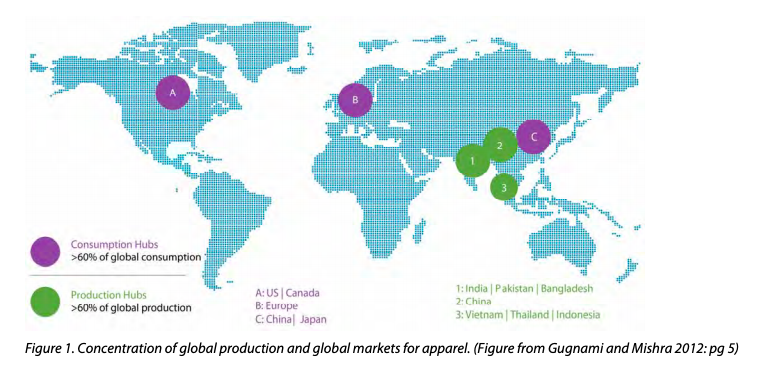 A
B
C
2
1
3
Consumption Hubs
>60% of global consumption
Production Hubs
>60% of global production
A: US | Canada
B: Europe
C: China| Japan
1: India | Pakistan | Bangladesh
2: China
3: Vietnam | Thailand | Indonesia
Figure 1. Concentration of global production and global markets for apparel. (Figure from Gugnami and Mishra 2012: pg 5)